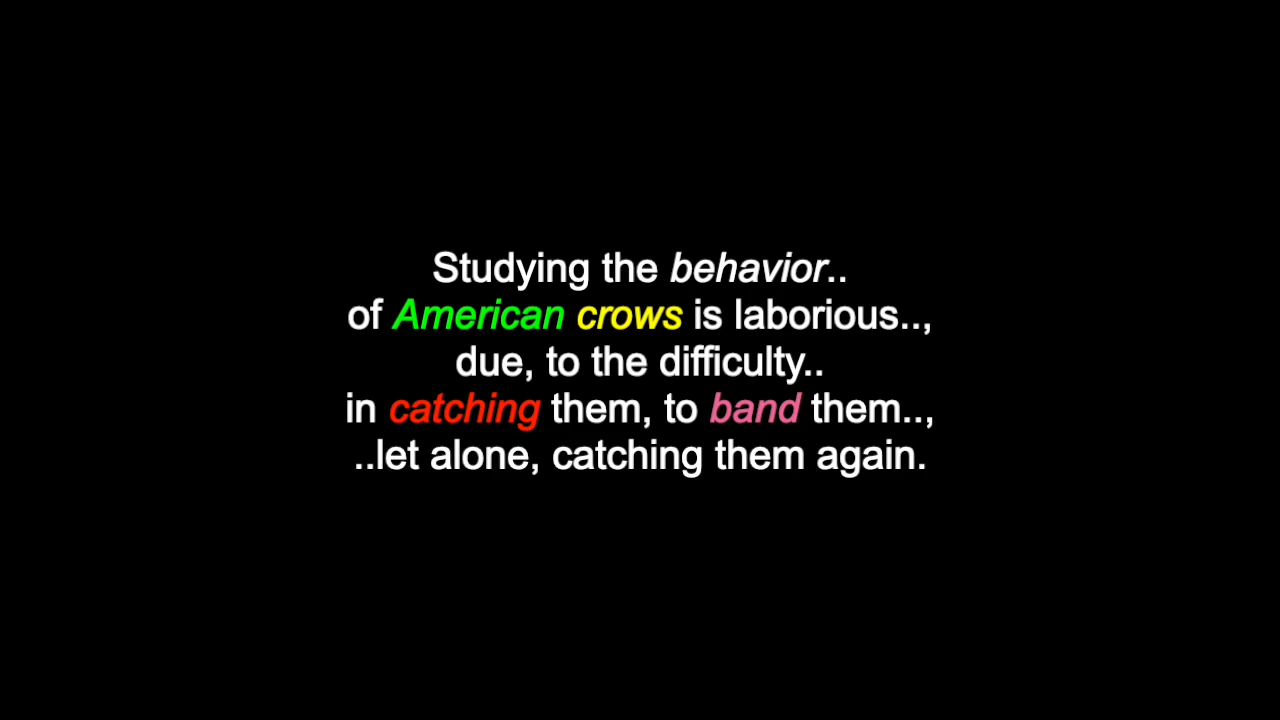 Studying the behavior..
of American crows is laborious..,
due, to the difficulty..
in catching them, to band them..,
..let alone, catching them again.